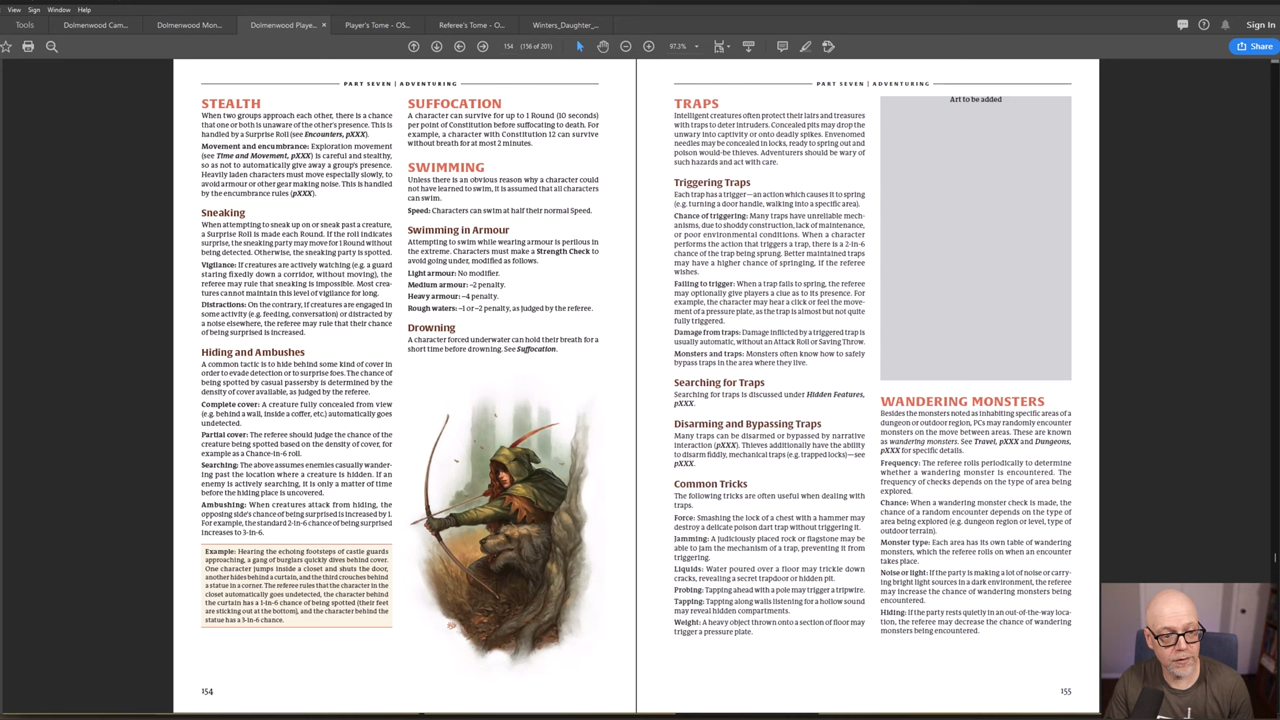 View Sign Window Help
Tools Dolmenwood Cam... Dolmenwood Mon... Dolmenwood Playe... × Player's Tome - OS... Referee's Tome - O... Winters_Daughter_... Sign In
154 (156 of 201) 97.3% Share
PART SEVEN | ADVENTURING
STEALTH
When two groups approach each other, there is a chance
that one or both is unaware of the other's presence. This is
handled by a Surprise Roll (see Encounters, pXXX).
Movement and encumbrance: Exploration movement
(see Time and Movement, pXXX) is careful and stealthy,
so as not to automatically give away a group's presence.
Heavily laden characters must move especially slowly, to
avoid armour or other gear making noise. This is handled
by the encumbrance rules (pXXX).
Sneaking
When attempting to sneak up on or sneak past a creature,
a Surprise Roll is made each Round. If the roll indicates
surprise, the sneaking party may move for 1 Round without
being detected. Otherwise, the sneaking party is spotted.
Vigilance: If creatures are actively watching (e.g. a guard
staring fixedly down a corridor, without moving), the
referee may rule that sneaking is impossible. Most crea-
tures cannot maintain this level of vigilance for long.
Distractions: On the contrary, if creatures are engaged in
some activity (e.g. feeding, conversation) or distracted by
a noise elsewhere, the referee may rule that their chance
of being surprised is increased.
Hiding and Ambushes
A common tactic is to hide behind some kind of cover in
order to evade detection or to surprise foes. The chance of
being spotted by casual passersby is determined by the
density of cover available, as judged by the referee.
Complete cover: A creature fully concealed from view
(e.g. behind a wall, inside a coffer, etc.) automatically goes
undetected.
Partial cover: The referee should judge the chance of the
creature being spotted based on the density of cover, for
example as a Chance-in-6 roll.
Searching: The above assumes enemies casually wander-
ing past the location where a creature is hidden. If an
enemy is actively searching, it is only a matter of time
before the hiding place is uncovered.
Ambushing: When creatures attack from hiding, the
opposing side's chance of being surprised is increased by 1.
For example, the standard 2-in-6 chance of being surprised
increases to 3-in-6.
Example: Hearing the echoing footsteps of castle guards
approaching, a gang of burglars quickly dives behind cover.
One character jumps inside a closet and shuts the door,
another hides behind a curtain, and the third crouches behind
a statue in a corner. The referee rules that the character in the
closet automatically goes undetected, the character behind
the curtain has a 1-in-6 chance of being spotted (their feet
are sticking out at the bottom), and the character behind the
statue has a 3-in-6 chance.
SUFFOCATION
A character can survive for up to 1 Round (10 seconds)
per point of Constitution before suffocating to death. For
example, a character with Constitution 12 can survive
without breath for at most 2 minutes.
SWIMMING
Unless there is an obvious reason why a character could
not have learned to swim, it is assumed that all characters
can swim.
Speed: Characters can swim at half their normal Speed.
Swimming in Armour
Attempting to swim while wearing armour is perilous in
the extreme. Characters must make a Strength Check to
avoid going under, modified as follows.
Light armour: No modifier.
Medium armour: –2 penalty.
Heavy armour: –4 penalty.
Rough waters: –1 or –2 penalty, as judged by the referee.
Drowning
A character forced underwater can hold their breath for a
short time before drowning. See Suffocation.
154
PART SEVEN | ADVENTURING
TRAPS
Intelligent creatures often protect their lairs and treasures
with traps to deter intruders. Concealed pits may drop the
unwary into captivity or onto deadly spikes. Envenomed
needles may be concealed in locks, ready to spring out and
poison would-be thieves. Adventurers should be wary of
such hazards and act with care.
Triggering Traps
Each trap has a trigger—an action which causes it to spring
(e.g. turning a door handle, walking into a specific area).
Chance of triggering: Many traps have unreliable mech-
anisms, due to shoddy construction, lack of maintenance,
or poor environmental conditions. When a character
performs the action that triggers a trap, there is a 2-in-6
chance of the trap being sprung. Better maintained traps
may have a higher chance of springing, if the referee
wishes.
Failing to trigger: When a trap fails to spring, the referee
may optionally give players a clue as to its presence. For
example, the character may hear a click or feel the move-
ment of a pressure plate, as the trap is almost but not quite
fully triggered.
Damage from traps: Damage inflicted by a triggered trap is
usually automatic, without an Attack Roll or Saving Throw.
Monsters and traps: Monsters often know how to safely
bypass traps in the area where they live.
Searching for Traps
Searching for traps is discussed under Hidden Features,
pXXX.
Disarming and Bypassing Traps
Many traps can be disarmed or bypassed by narrative
interaction (pXXX). Thieves additionally have the ability
to disarm fiddly, mechanical traps (e.g. trapped locks)—see
pXXX.
Common Tricks
The following tricks are often useful when dealing with
traps.
Force: Smashing the lock of a chest with a hammer may
destroy a delicate poison dart trap without triggering it.
Jamming: A judiciously placed rock or flagstone may be
able to jam the mechanism of a trap, preventing it from
triggering.
Liquids: Water poured over a floor may trickle down
cracks, revealing a secret trapdoor or hidden pit.
Probing: Tapping ahead with a pole may trigger a tripwire.
Tapping: Tapping along walls listening for a hollow sound
may reveal hidden compartments.
Weight: A heavy object thrown onto a section of floor may
trigger a pressure plate.
Art to be added
WANDERING MONSTERS
Besides the monsters noted as inhabiting specific areas of a
dungeon or outdoor region, PCs may randomly encounter
monsters on the move between areas. These are known
as wandering monsters. See Travel, pXXX and Dungeons,
pXXX for specific details.
Frequency: The referee rolls periodically to determine
whether a wandering monster is encountered. The
frequency of checks depends on the type of area being
explored.
Chance: When a wandering monster check is made, the
chance of a random encounter depends on the type of
area being explored (e.g. dungeon region or level, type of
outdoor terrain).
Monster type: Each area has its own table of wandering
monsters, which the referee rolls on when an encounter
takes place.
Noise or light: If the party is making a lot of noise or carry-
ing bright light sources in a dark environment, the referee
may increase the chance of wandering monsters being
encountered.
Hiding: If the party rests quietly in an out-of-the-way loca-
tion, the referee may decrease the chance of wandering
monsters being encountered.
155